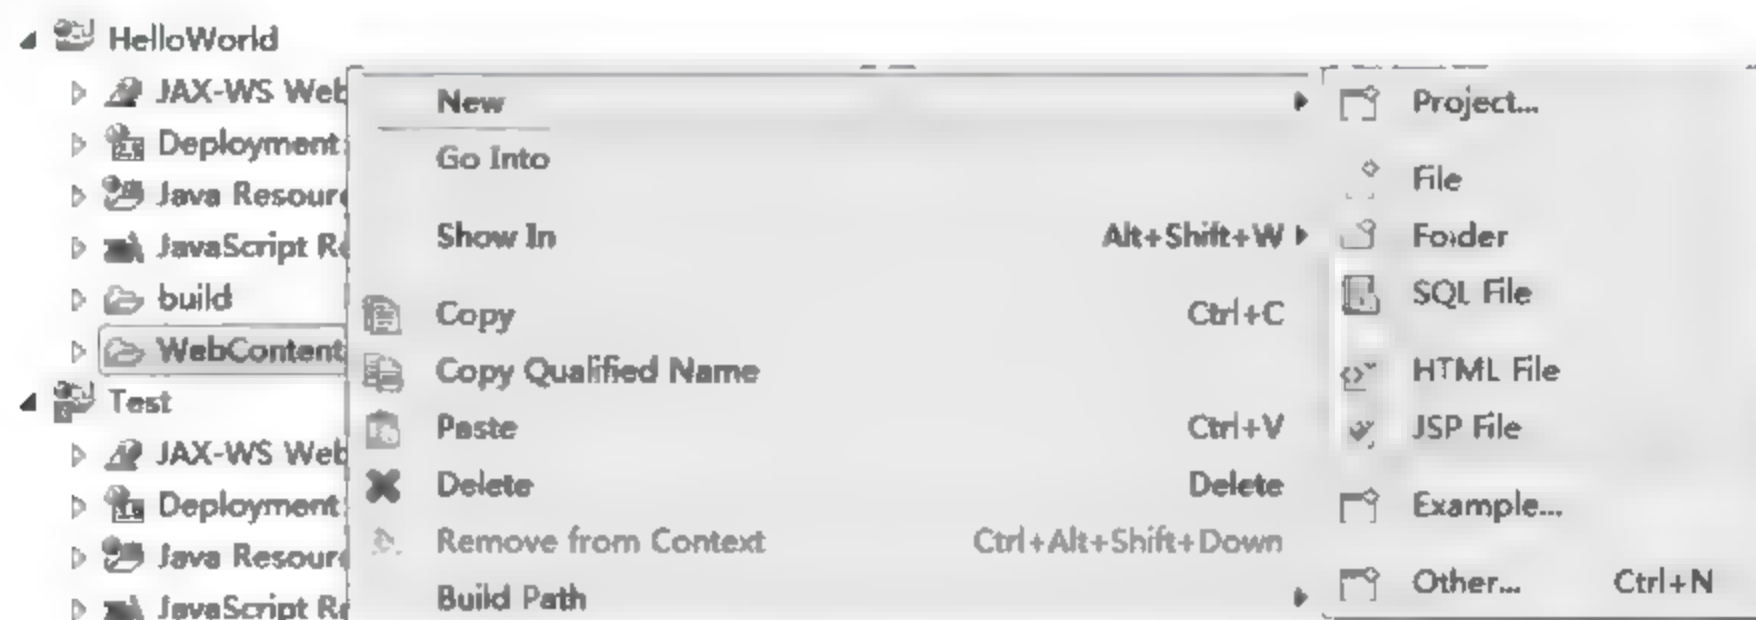 HelloWorld
JAX-WS Web
Deployment
Java Resour
JavaScript R
build
WebContent
Test
JAX-WS Web
Deployment
Java Resour
JavaScript R
New
Go Into
Show In Alt+Shift+W
Copy Ctrl+C
Copy Qualified Name
Paste Ctrl+V
Delete Delete
Remove from Context Ctrl+Alt+Shift+Down
Build Path
Project...
File
Folder
SQL File
HTML File
JSP File
Example...
Other... Ctrl+N